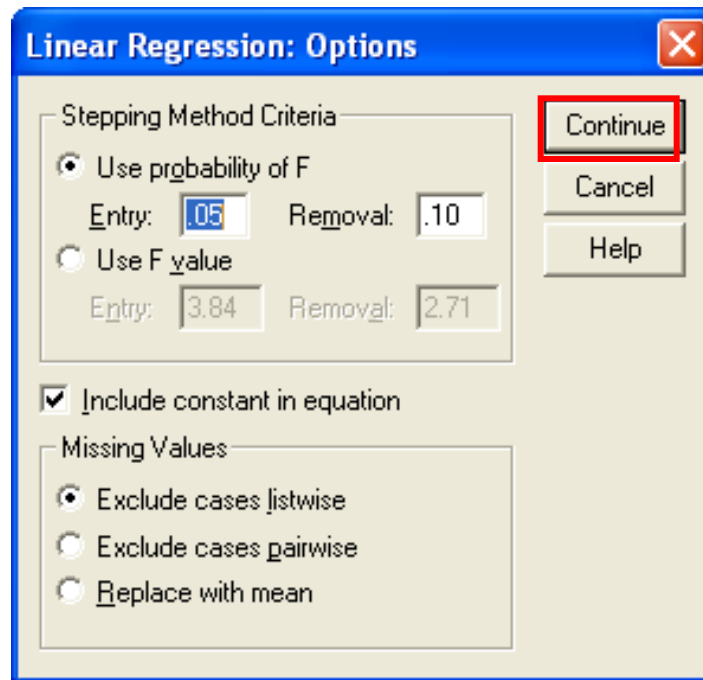 Linear Regression: Options
Stepping Method Criteria
Use probability of F
Entry: .05 Removal: .10
Use F value
Entry: 3.84 Removal: 2.71
Include constant in equation
Missing Values
Exclude cases listwise
Exclude cases pairwise
Replace with mean
Continue
Cancel
Help